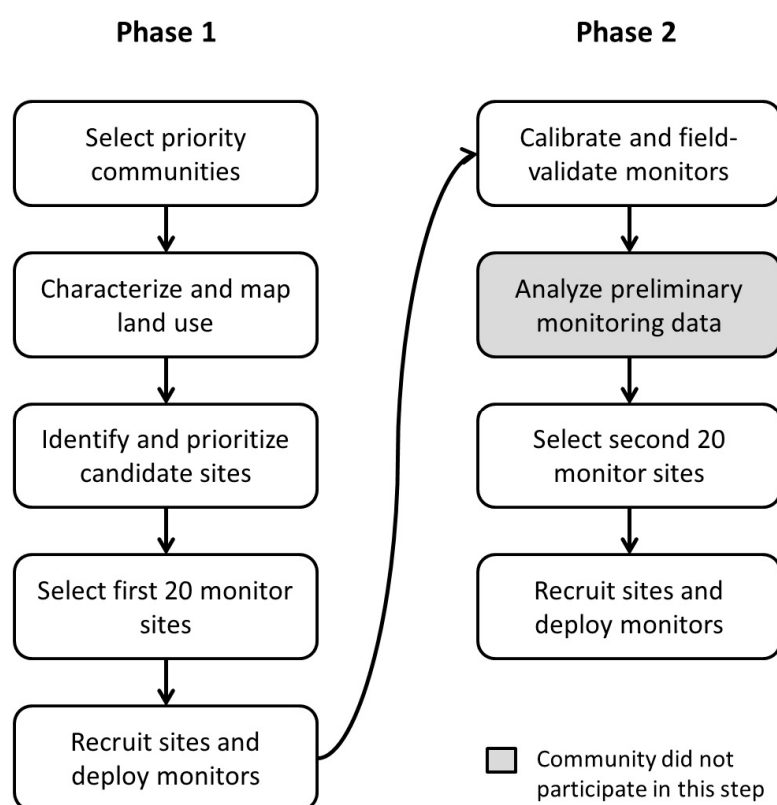 Phase 1
Select priority
communities
Characterize and map
land use
Identify and prioritize
candidate sites
Select first 20 monitor
sites
Recruit sites and
deploy monitors
Phase 2
Calibrate and field-
validate monitors
Analyze preliminary
monitoring data
Select second 20
monitor sites
Recruit sites and
deploy monitors
Community did not
participate in this step